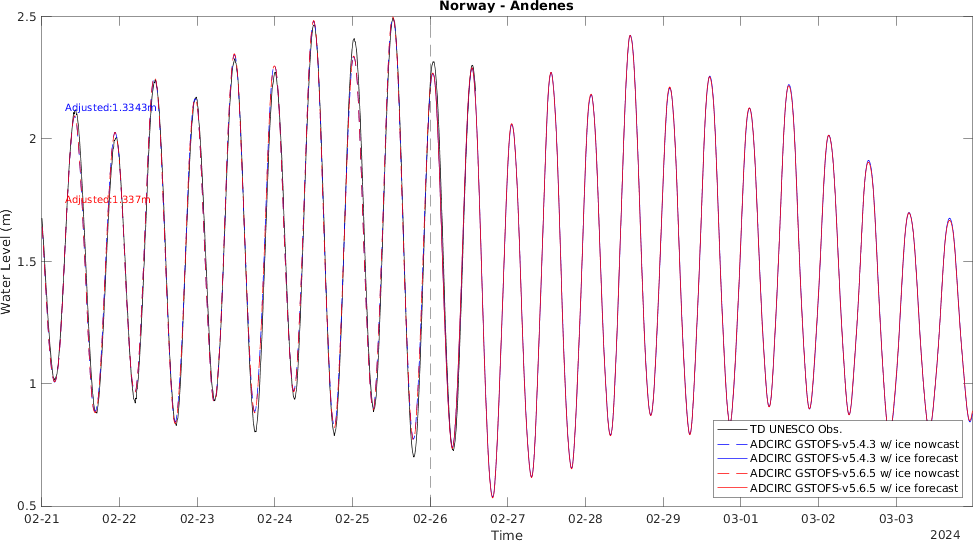 Norway - Andenes
2.5
2
1.5
1
0.5
Water Level (m)
Adjusted:1.3343m
Adjusted:1.337m
TD UNESCO Obs.
ADCIRC GSTOFS-v5.4.3 w/ ice nowcast
ADCIRC GSTOFS-v5.4.3 w/ ice forecast
ADCIRC GSTOFS-v5.6.5 w/ ice nowcast
ADCIRC GSTOFS-v5.6.5 w/ ice forecast
02-21 02-22 02-23 02-24 02-25 02-26 02-27 02-28 02-29 03-01 03-02 03-03
Time
2024